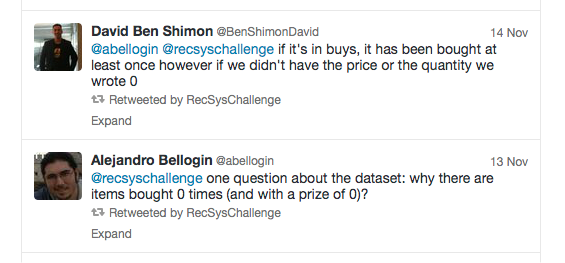 David Ben Shimon @BenShimonDavid 14 Nov
@abellogin @recsyschallenge if it's in buys, it has been bought at
least once however if we didn't have the price or the quantity we
wrote 0
Retweeted by RecSysChallenge
Expand
Alejandro Bellogin @abellogin 13 Nov
@recsyschallenge one question about the dataset: why there are
items bought 0 times (and with a prize of 0)?
Retweeted by RecSysChallenge
Expand